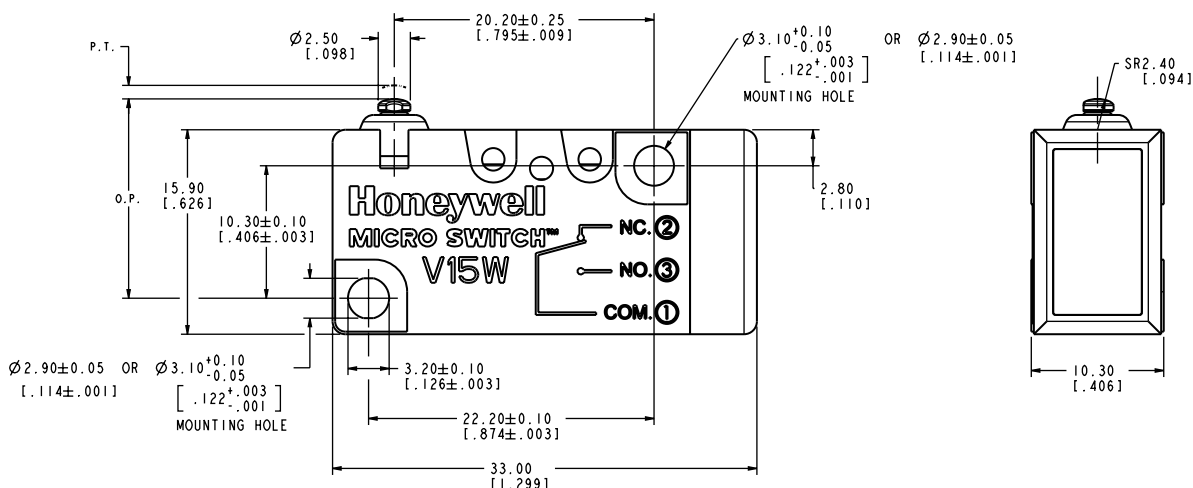 20.20±0.25
[.795±.009]
P.T.
Ø2.50
[.098]
Ø3.10 +0.10 -0.05 OR Ø2.90±0.05
[.122 +.003 -.001] [.114±.001]
MOUNTING HOLE
SR2.40
[.094]
O.P.
15.90
[.626]
10.30±0.10
[.406±.003]
2.80
[.110]
Honeywell
MICRO SWITCH™
V15W
NC. ②
NO. ③
COM. ①
Ø2.90±0.05 OR Ø3.10 +0.10 -0.05
[.114±.001] [.122 +.003 -.001]
MOUNTING HOLE
3.20±0.10
[.126±.003]
22.20±0.10
[.874±.003]
33.00
[1.299]
10.30
[.406]